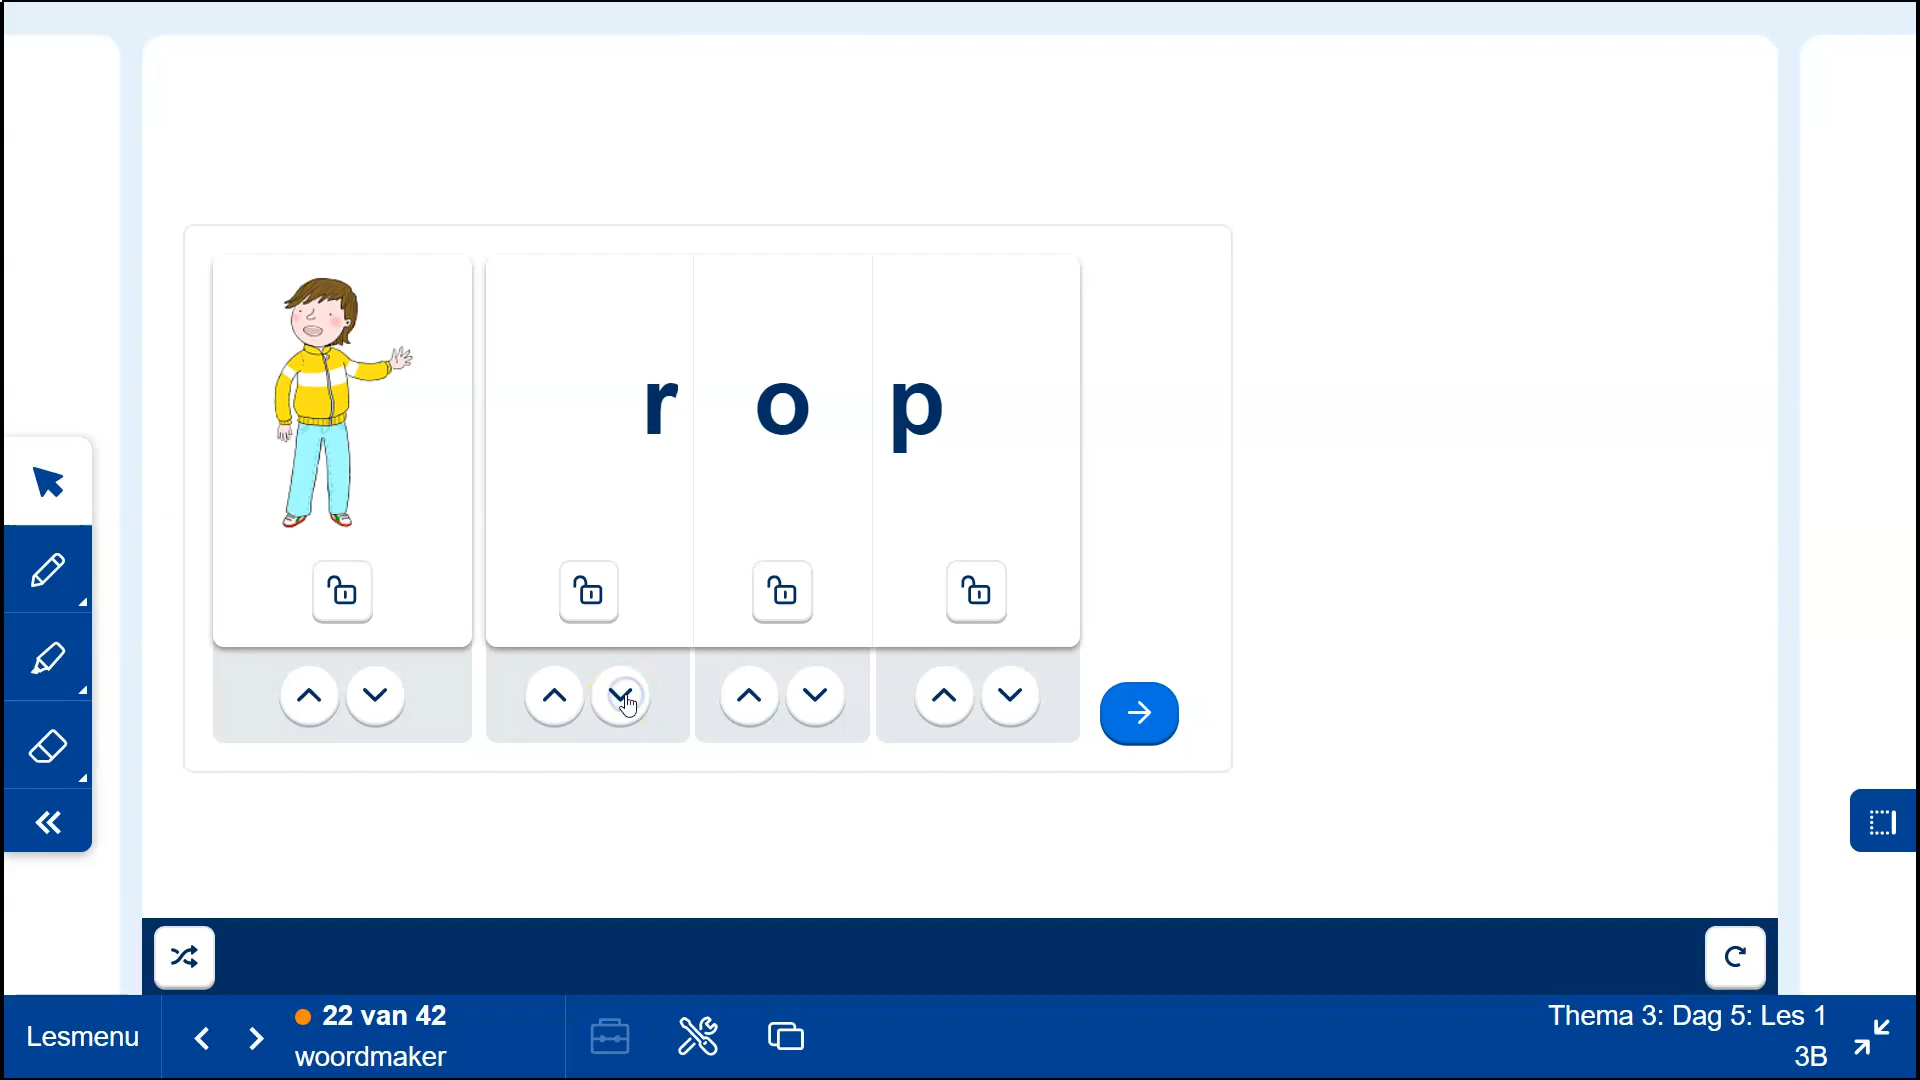 r o p
Lesmenu
22 van 42
woordmaker
Thema 3: Dag 5: Les 1
3B